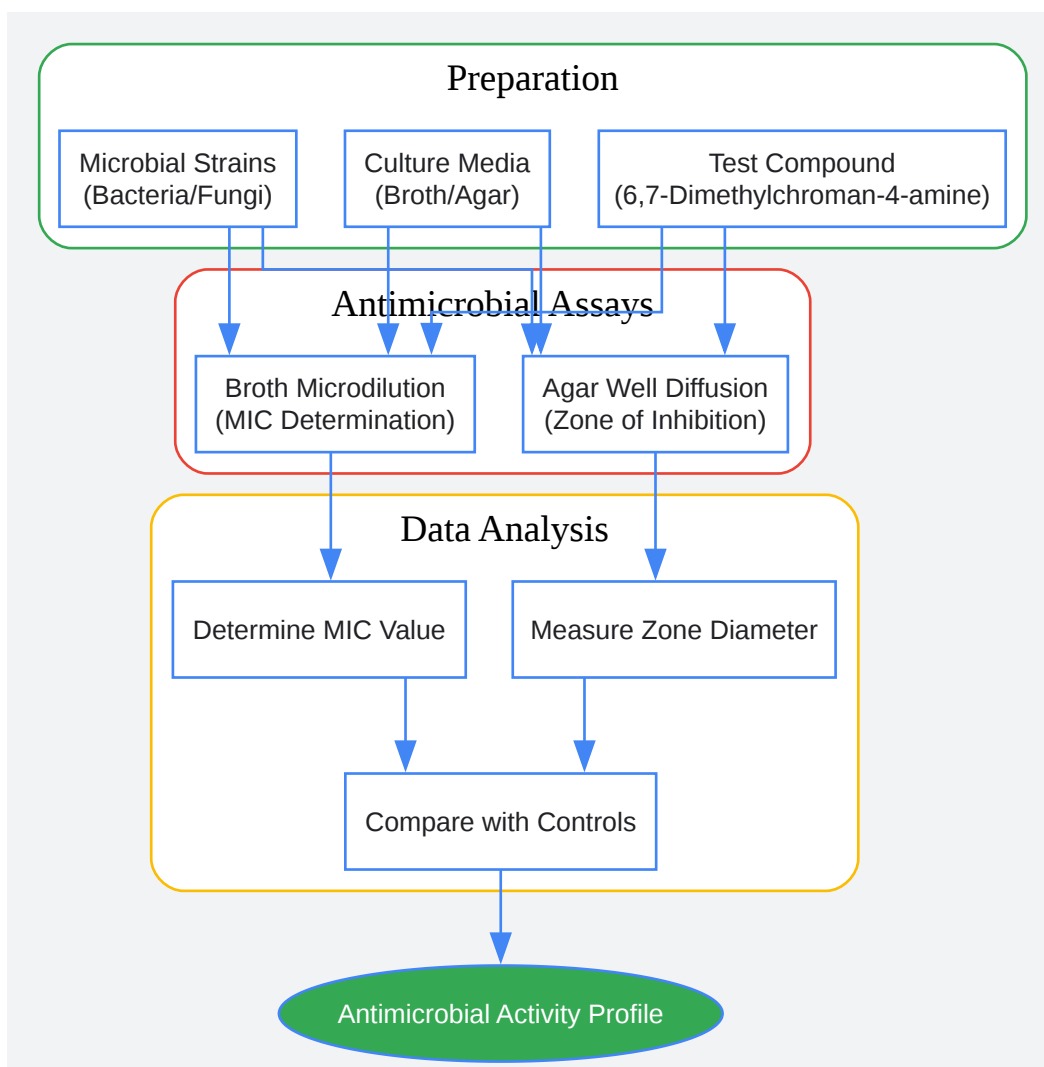 Preparation
Microbial Strains
(Bacteria/Fungi)
Culture Media
(Broth/Agar)
Test Compound
(6,7-Dimethylchroman-4-amine)
Antimicrobial Assays
Broth Microdilution
(MIC Determination)
Agar Well Diffusion
(Zone of Inhibition)
Data Analysis
Determine MIC Value
Measure Zone Diameter
Compare with Controls
Antimicrobial Activity Profile